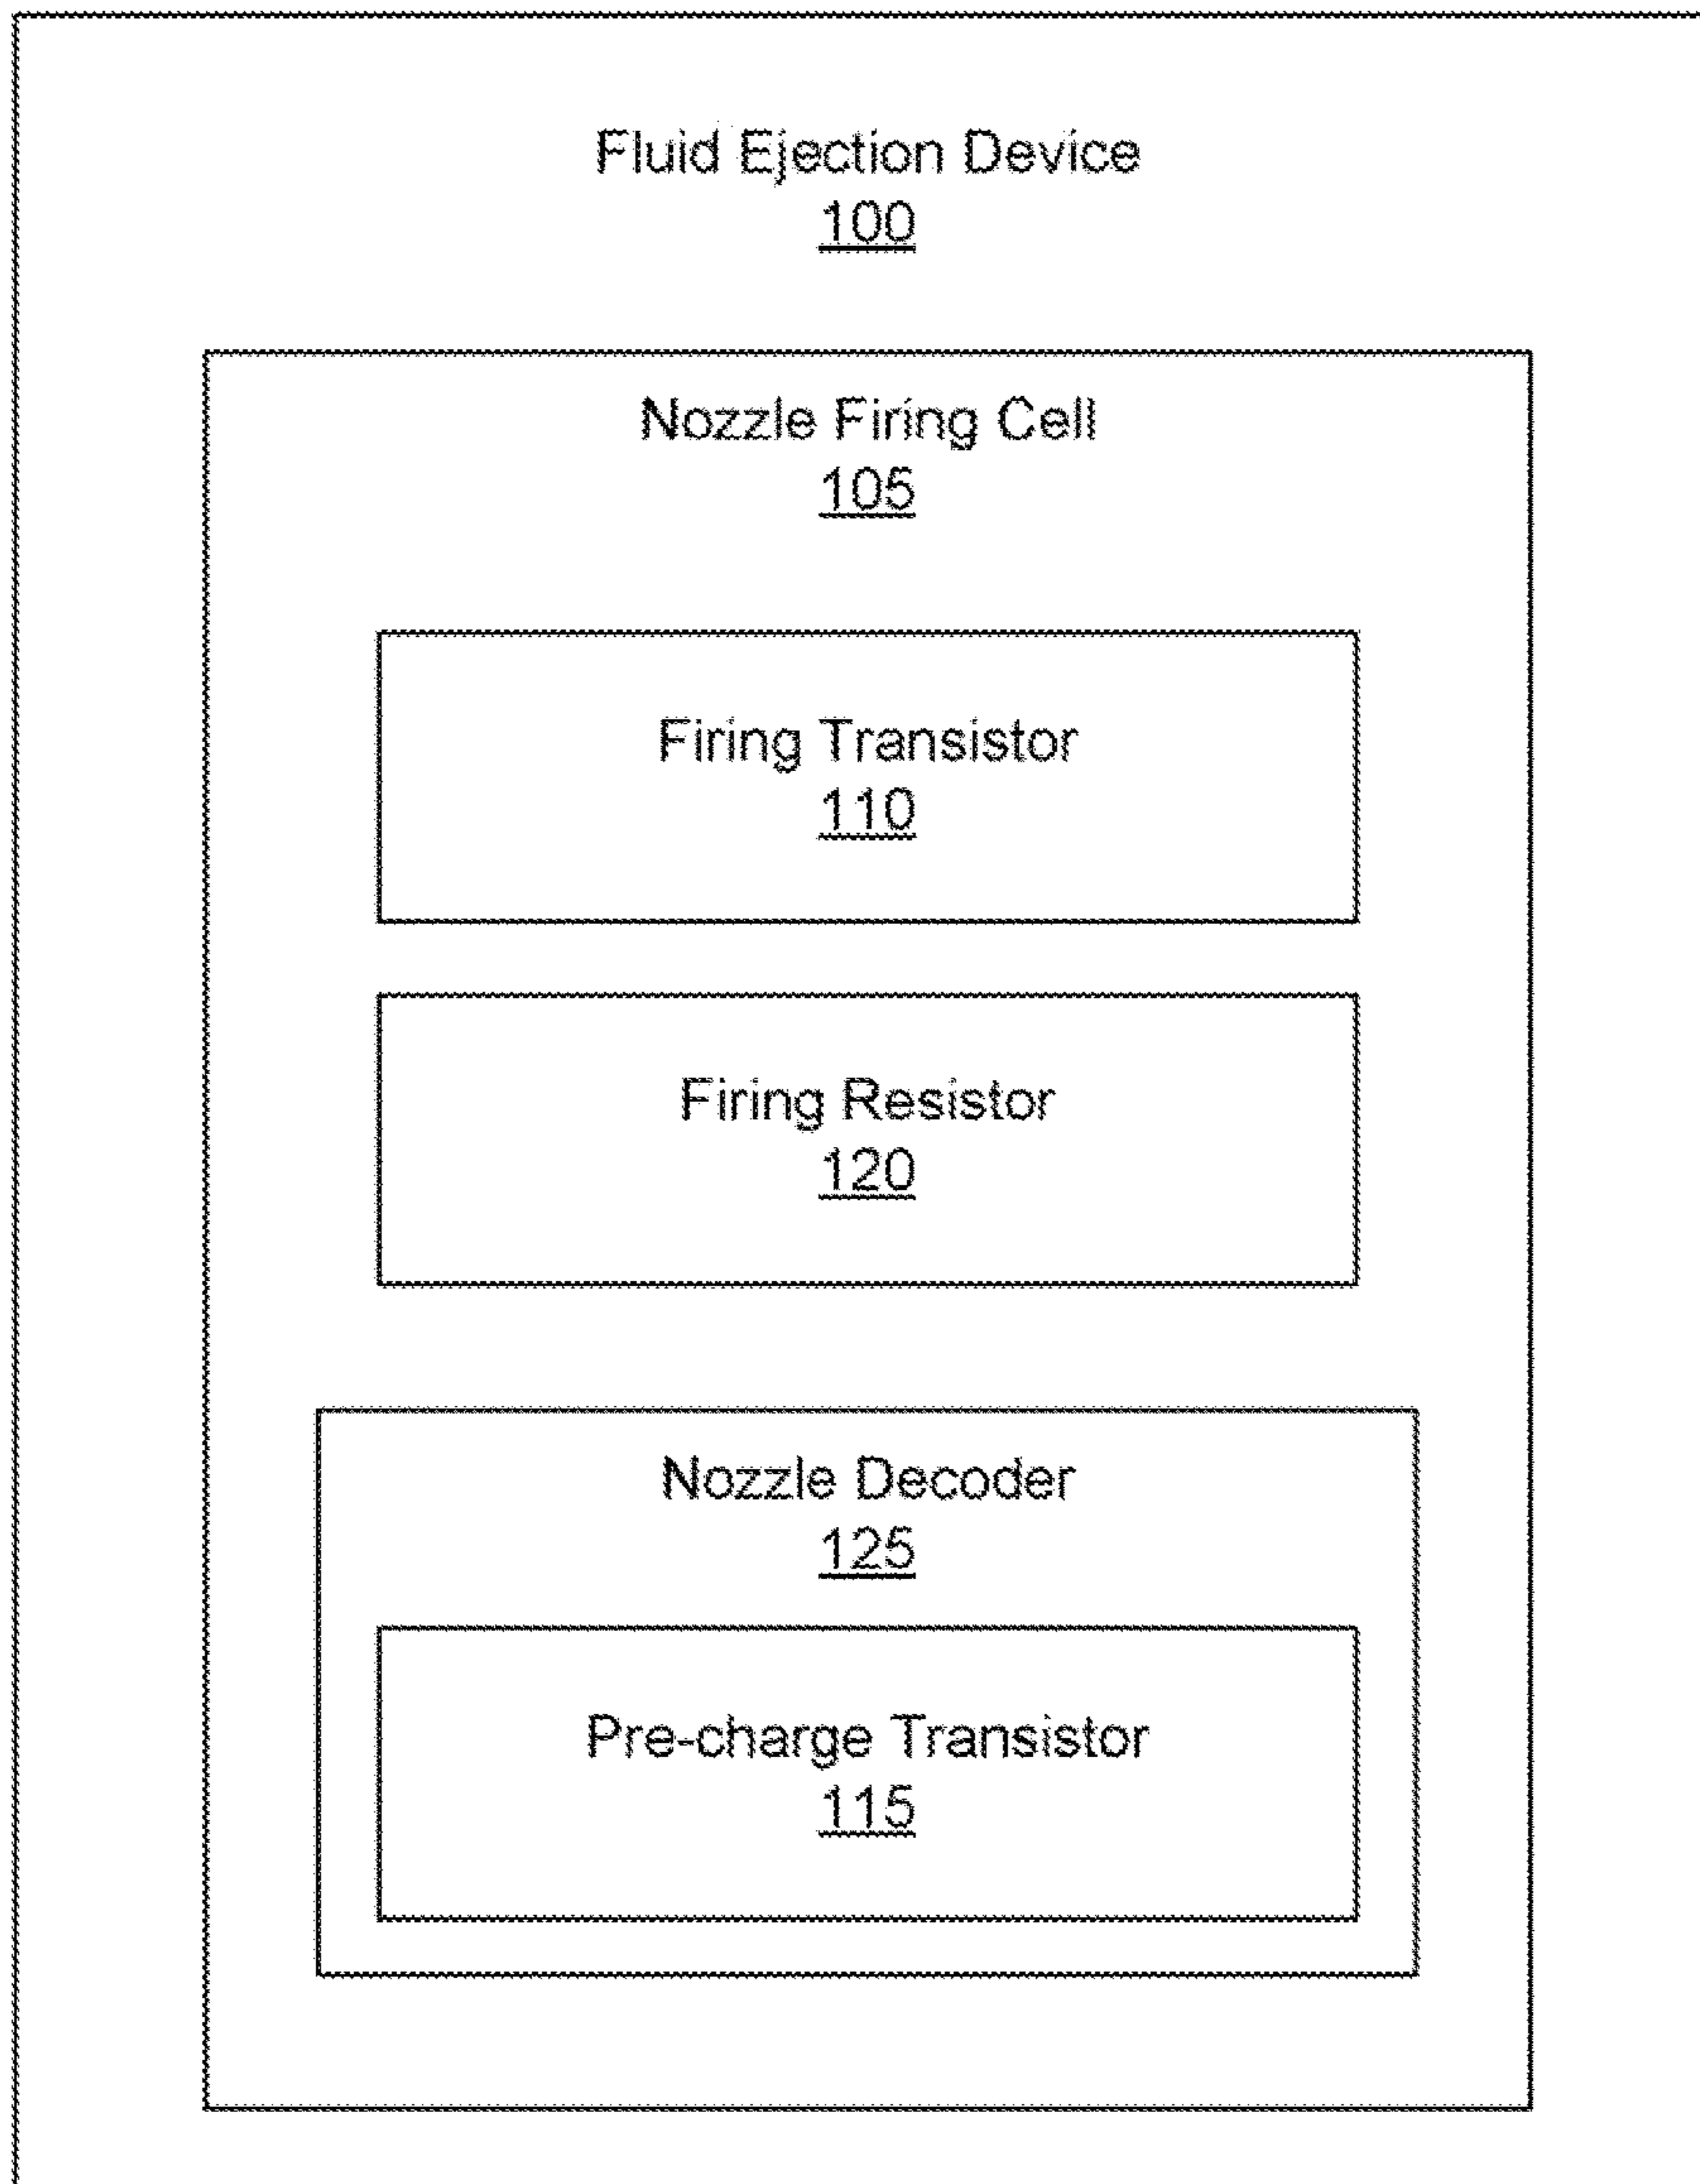 Fluid Ejection Device
100
Nozzle Firing Cell
105
Firing Transistor
110
Firing Resistor
120
Nozzle Decoder
125
Pre-charge Transistor
115